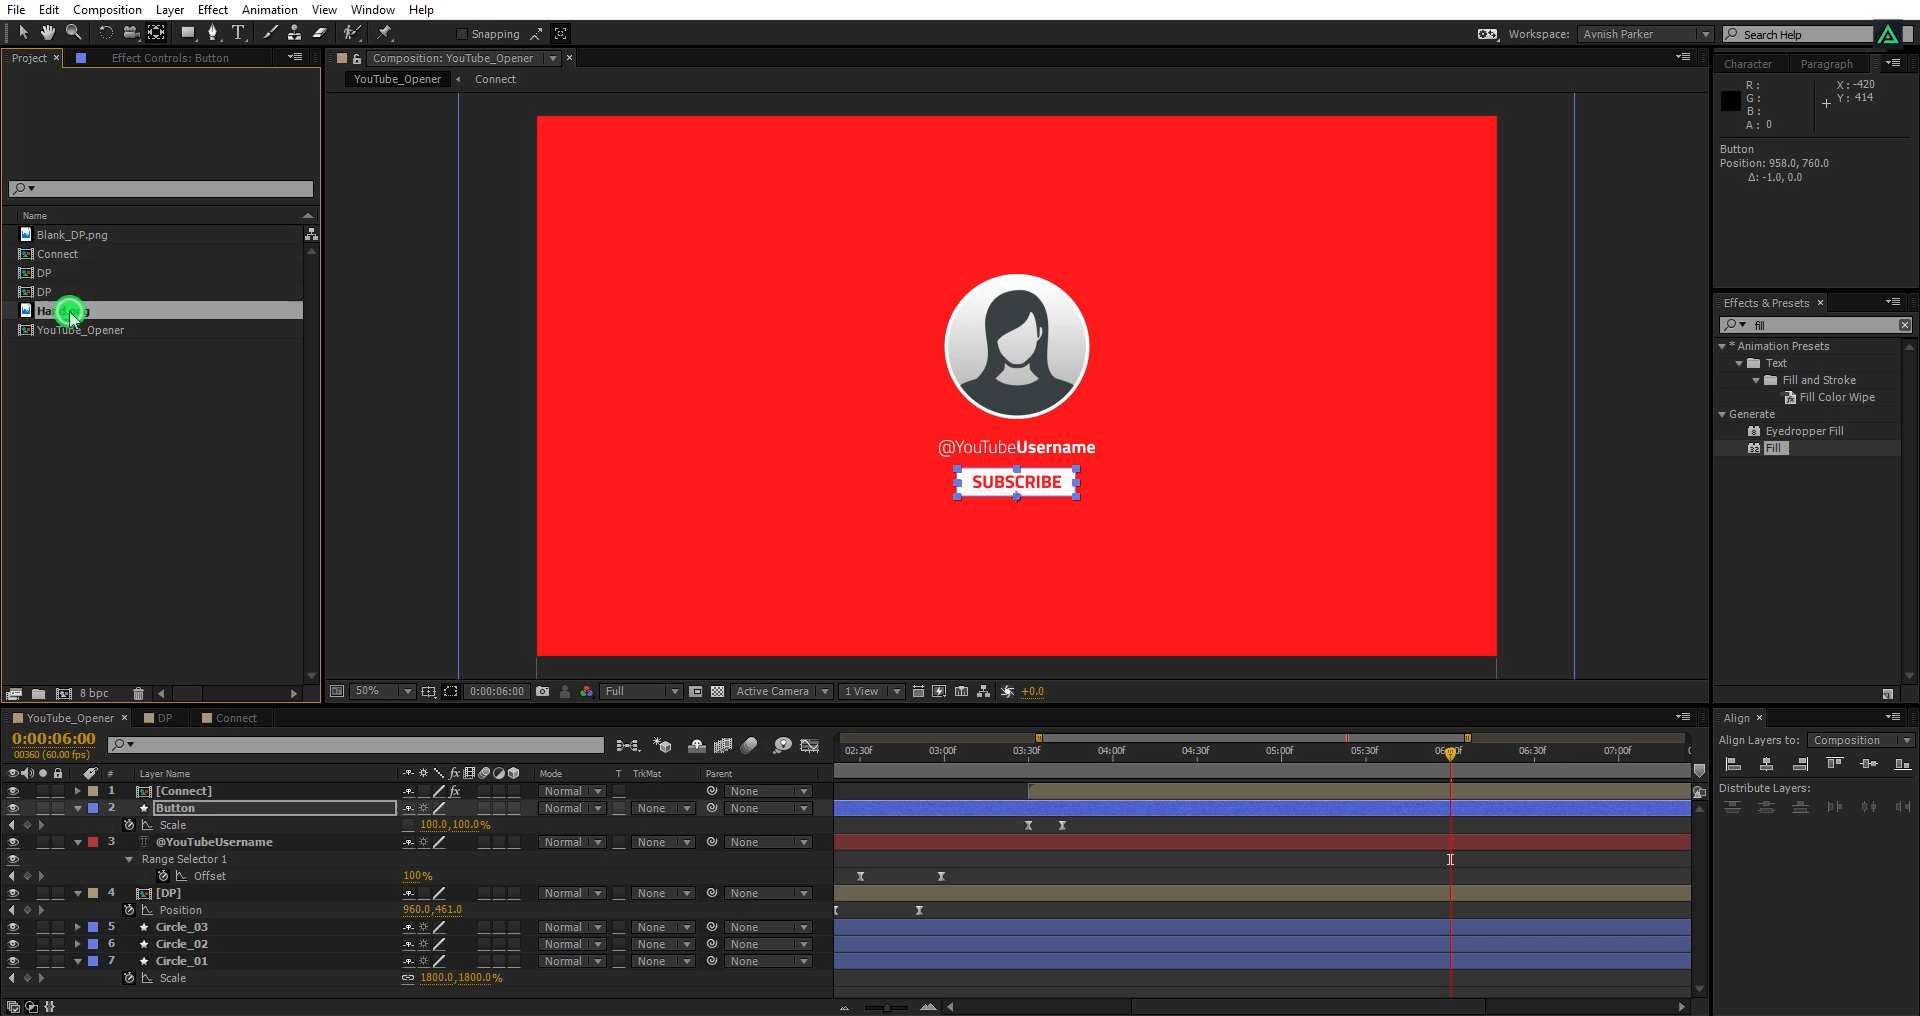 File Edit Composition Layer Effect Animation View Window Help
Snapping
Workspace: Avnish Parker
Search Help
Project
Effect Controls: Button
Composition: YouTube_Opener
YouTube_Opener
Connect
Character
Paragraph
R:
G:
B:
A: 0
X: -420
Y: 414
Button
Position: 958.0, 760.0
Δ: -1.0, 0.0
Name
Blank_DP.png
Connect
DP
DP
YouTube_Opener
@YouTubeUsername
SUBSCRIBE
Effects & Presets
fill
* Animation Presets
Text
Fill and Stroke
Fill Color Wipe
Generate
Eyedropper Fill
Fill
8 bpc
50%
0:00:06:00
Full
Active Camera
1 View
+0.0
YouTube_Opener
DP
Connect
0:00:06:00
00360 (60.00 fps)
02:30f 03:00f 03:30f 04:00f 04:30f 05:00f 05:30f 06:30f 07:00f
# Layer Name Mode T TrkMat Parent
1 [Connect] Normal None
2 Button Normal None None
Scale 100.0,100.0%
3 @YouTubeUsername Normal None None
Range Selector 1
Offset 100%
4 [DP] Normal None None
Position 960.0,461.0
5 Circle_03 Normal None None
6 Circle_02 Normal None None
7 Circle_01 Normal None None
Scale 1800.0,1800.0%
Align
Align Layers to: Composition
Distribute Layers: